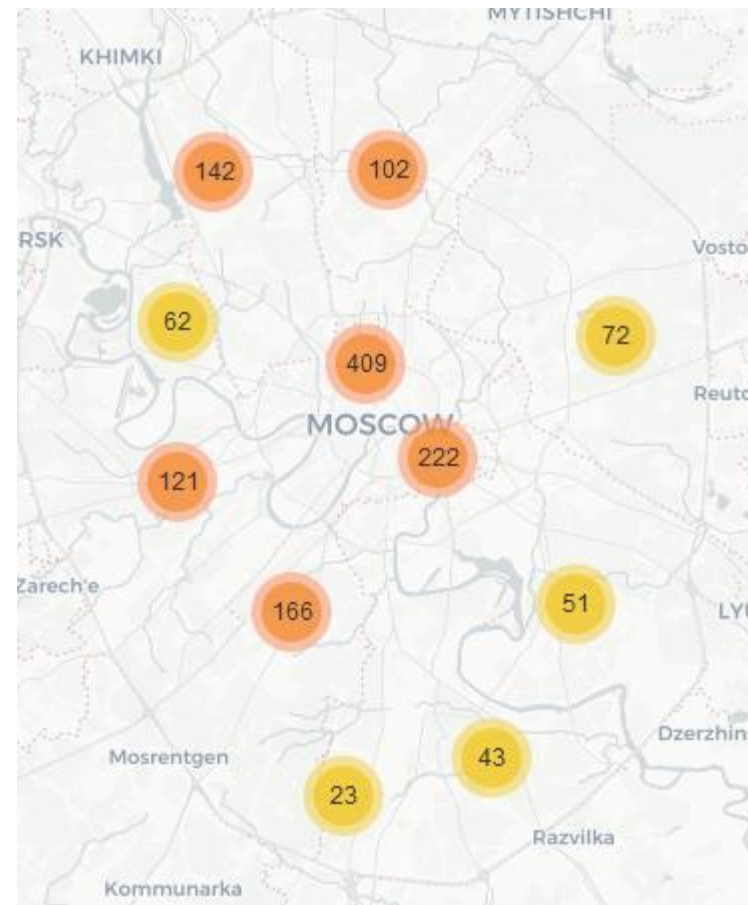 MYTISHCHI
KHIMKI
142
102
RSK
Vosto
62
72
409
Reuto
MOSCOW
222
121
Zarech'e
51
166
LYU
Dzerzhin
Mosrentgen
43
23
Razvilka
Kommunarka